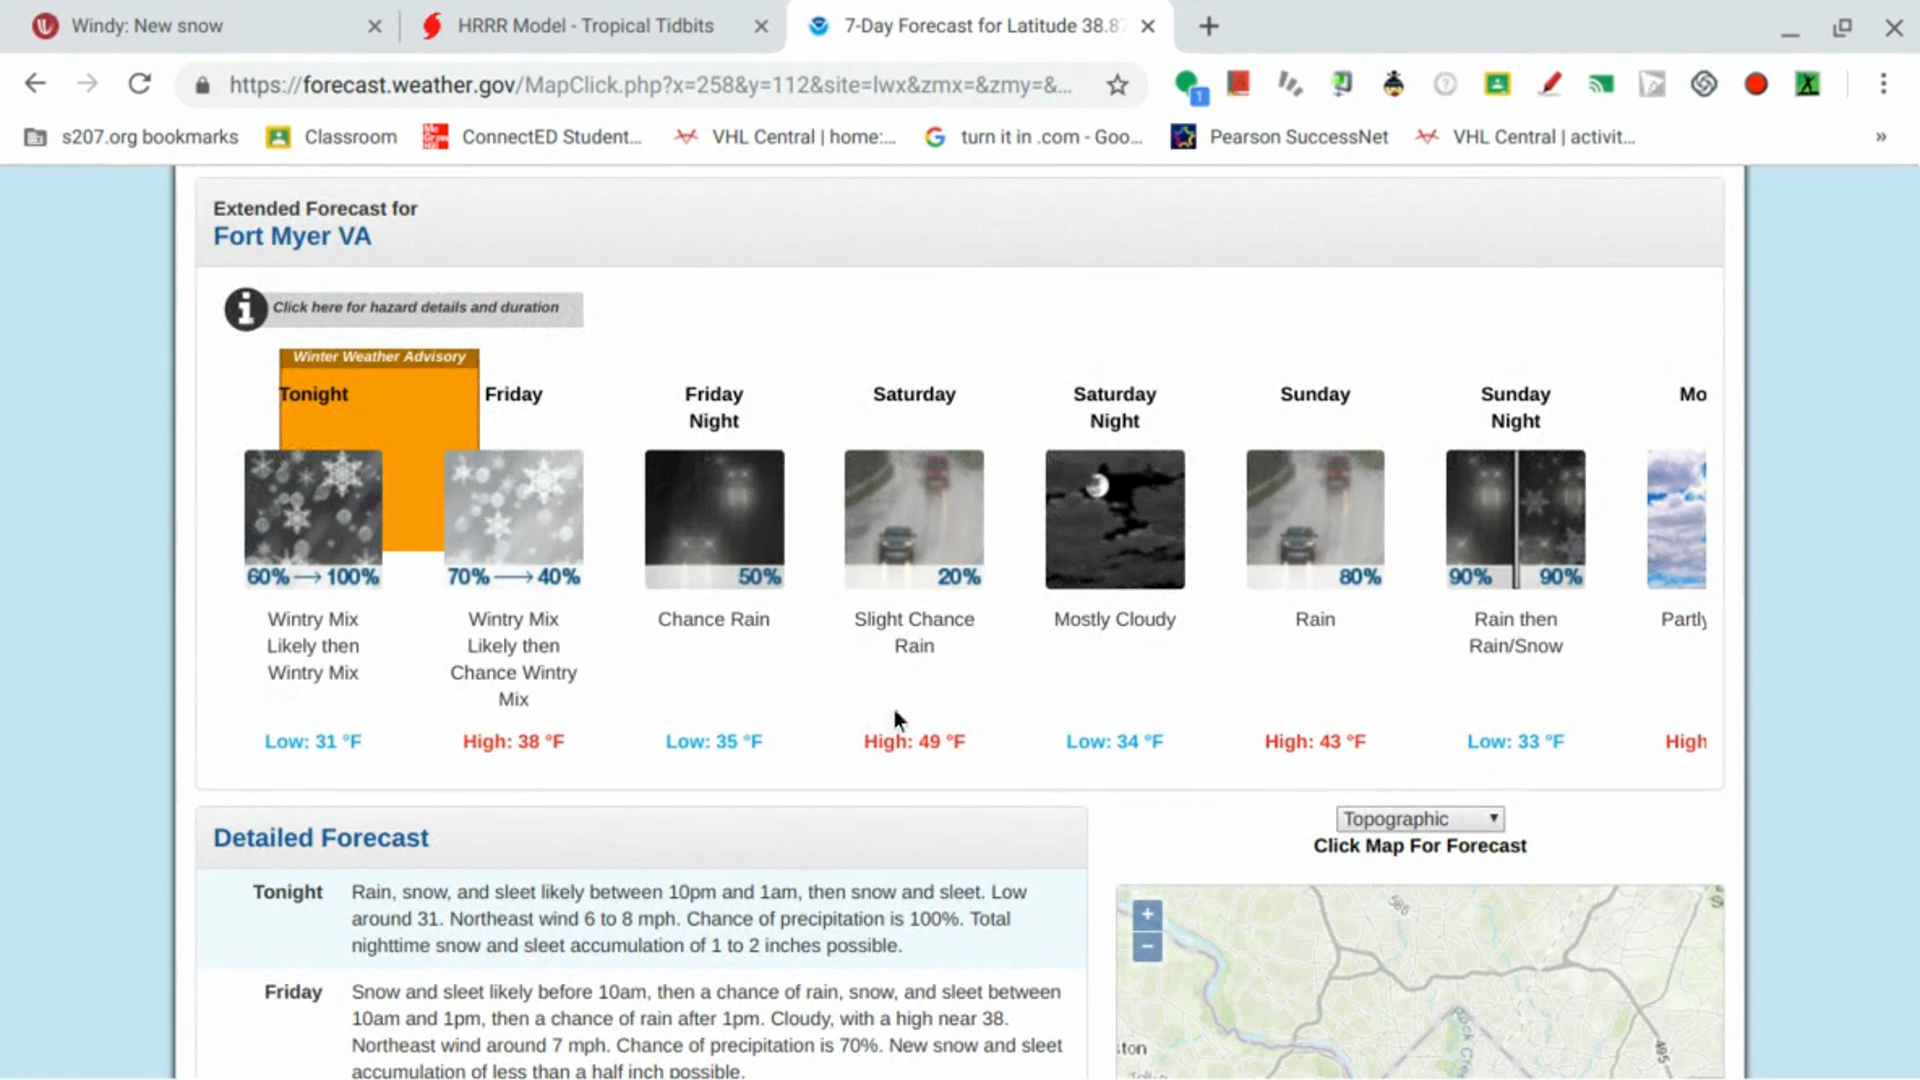 Windy: New snow
HRRR Model - Tropical Tidbits
7-Day Forecast for Latitude 38.87
https://forecast.weather.gov/MapClick.php?x=258&y=112&site=lwx&zmx=&zmy=&...
1
s207.org bookmarks
Classroom
ConnectED Student...
VHL Central | home:...
turn it in .com - Goo...
Pearson SuccessNet
VHL Central | activit...
»
Extended Forecast for
Fort Myer VA
Click here for hazard details and duration
Winter Weather Advisory
Tonight
Friday
Friday
Night
Saturday
Saturday
Night
Sunday
Sunday
Night
Mo
60% → 100%
70% → 40%
50%
20%
80%
90% 90%
Wintry Mix
Likely then
Wintry Mix
Wintry Mix
Likely then
Chance Wintry
Mix
Chance Rain
Slight Chance
Rain
Mostly Cloudy
Rain
Rain then
Rain/Snow
Partly
Low: 31 °F
High: 38 °F
Low: 35 °F
High: 49 °F
Low: 34 °F
High: 43 °F
Low: 33 °F
High
Detailed Forecast
Tonight
Rain, snow, and sleet likely between 10pm and 1am, then snow and sleet. Low
around 31. Northeast wind 6 to 8 mph. Chance of precipitation is 100%. Total
nighttime snow and sleet accumulation of 1 to 2 inches possible.
Friday
Snow and sleet likely before 10am, then a chance of rain, snow, and sleet between
10am and 1pm, then a chance of rain after 1pm. Cloudy, with a high near 38.
Northeast wind around 7 mph. Chance of precipitation is 70%. New snow and sleet
accumulation of less than a half inch possible.
Topographic
Click Map For Forecast
+
−
ston